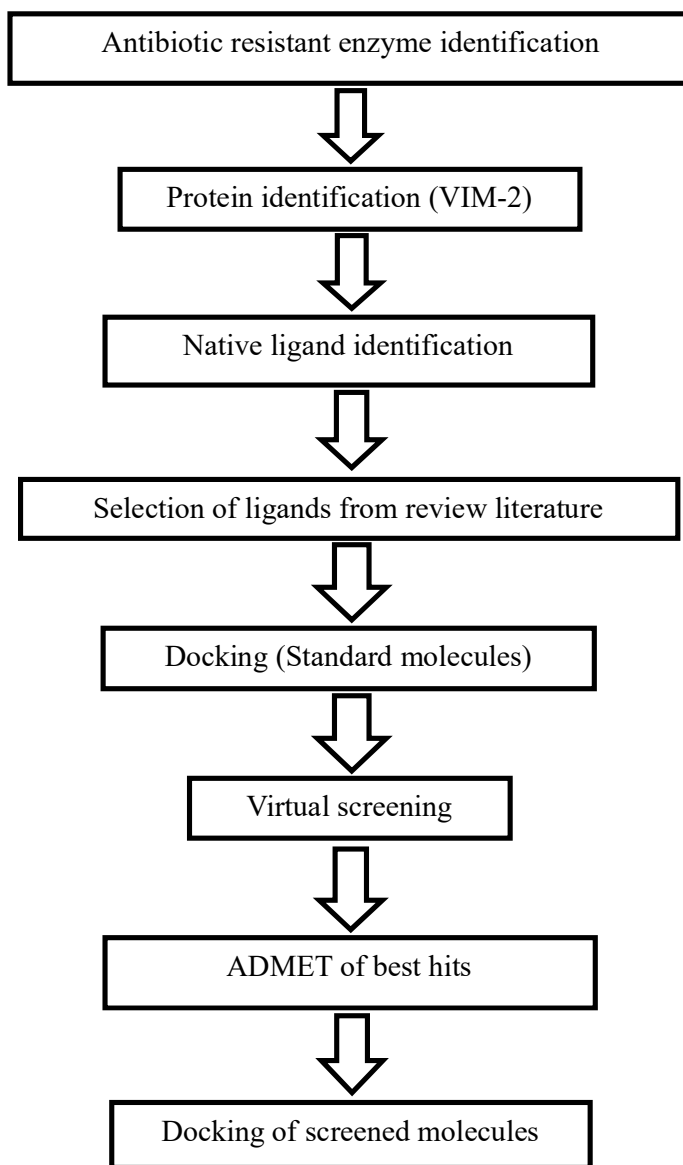 Antibiotic resistant enzyme identification
Protein identification (VIM-2)
Native ligand identification
Selection of ligands from review literature
Docking (Standard molecules)
Virtual screening
ADMET of best hits
Docking of screened molecules